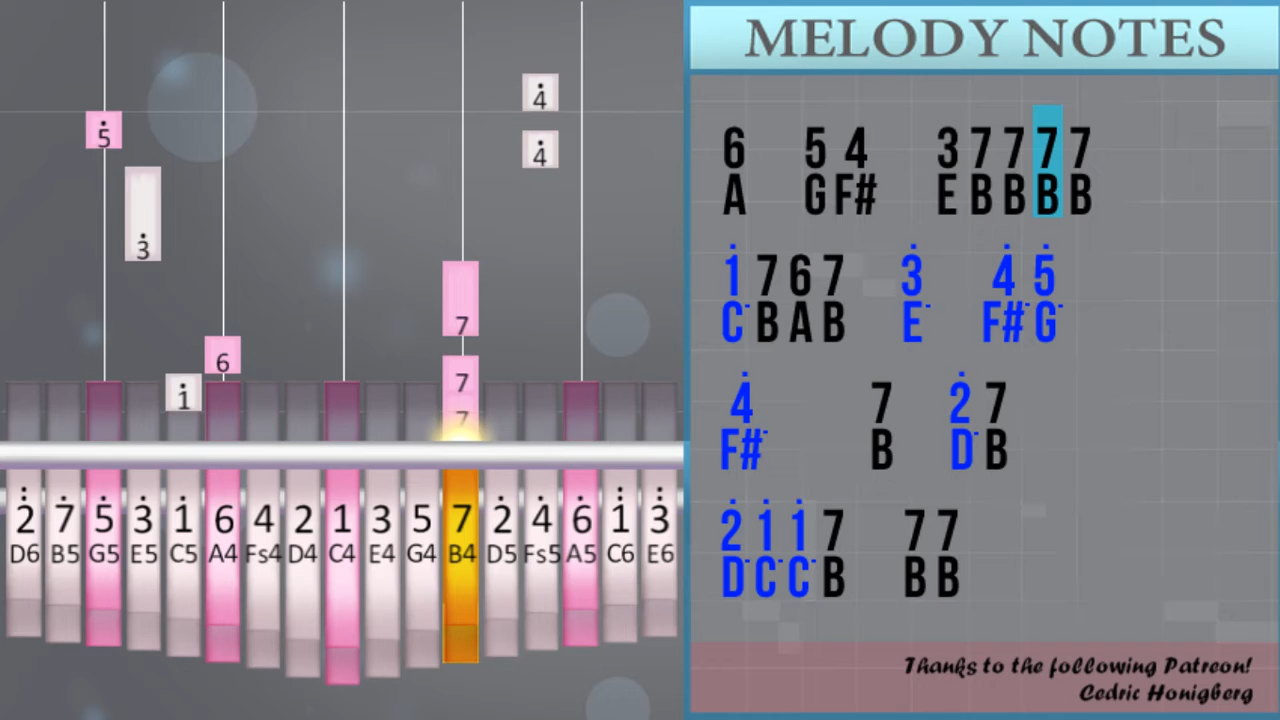 MELODY NOTES
6 5 4 3 7 7 7 7
A G F# E B B B B
1̇ 7 6 7 3̇ 4̇ 5̇
C¨ B A B E¨ F#¨ G¨
4̇ 7 2̇ 7
F#¨ B D¨ B
2̇ 1̇ 1̇ 7 7 7
D¨ C¨ C¨ B B B
4̇
5̇
4̇
3̇
7
6
7
1̇
7
2̈ 7̇ 5̇ 3̇ 1̇ 6 4 2 1 3 5 7 2̇ 4̇ 6̇ 1̈ 3̈
D6 B5 G5 E5 C5 A4 Fs4 D4 C4 E4 G4 B4 D5 Fs5 A5 C6 E6
Thanks to the following Patreon!
Cedric Honigberg